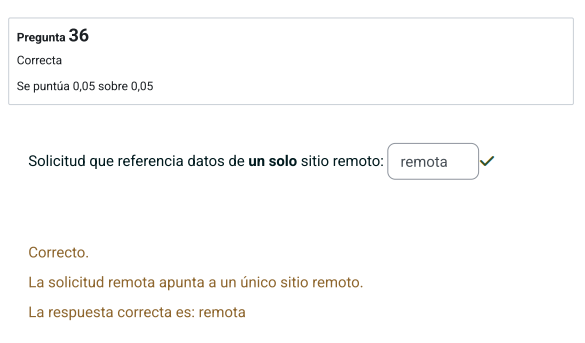 Pregunta 36
Correcta
Se puntúa 0,05 sobre 0,05
Solicitud que referencia datos de un solo sitio remoto: remota
Correcto.
La solicitud remota apunta a un único sitio remoto.
La respuesta correcta es: remota